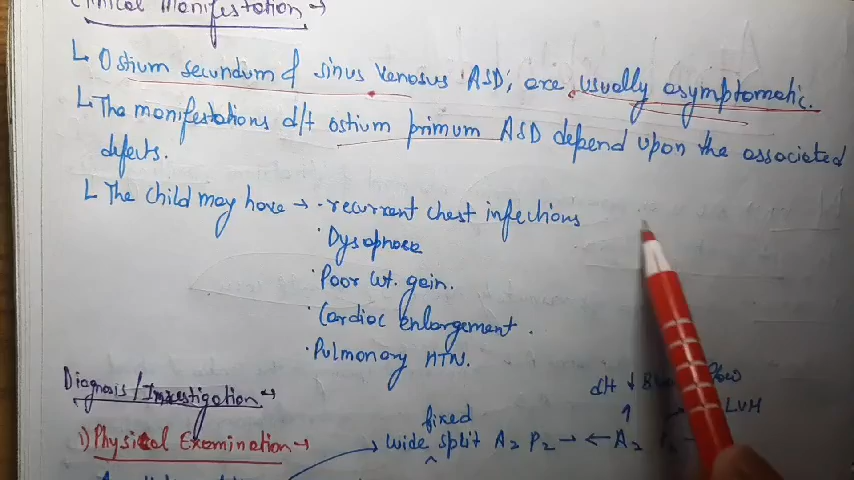 Clinical Manifestation →
Ostium secundum & sinus venosus ASD; are usually asymptomatic.
The manifestations d/t ostium primum ASD depend upon the associated
defects.
The child may have → · recurrent chest infections
· Dyspnoea
· Poor wt. gain.
· Cardiac enlargement.
· Pulmonary HTN.
Diagnosis/Investigation →
d/t ↓
fixed
LVH
i) Physical Examination →
wide split A2 P2 → ← A2